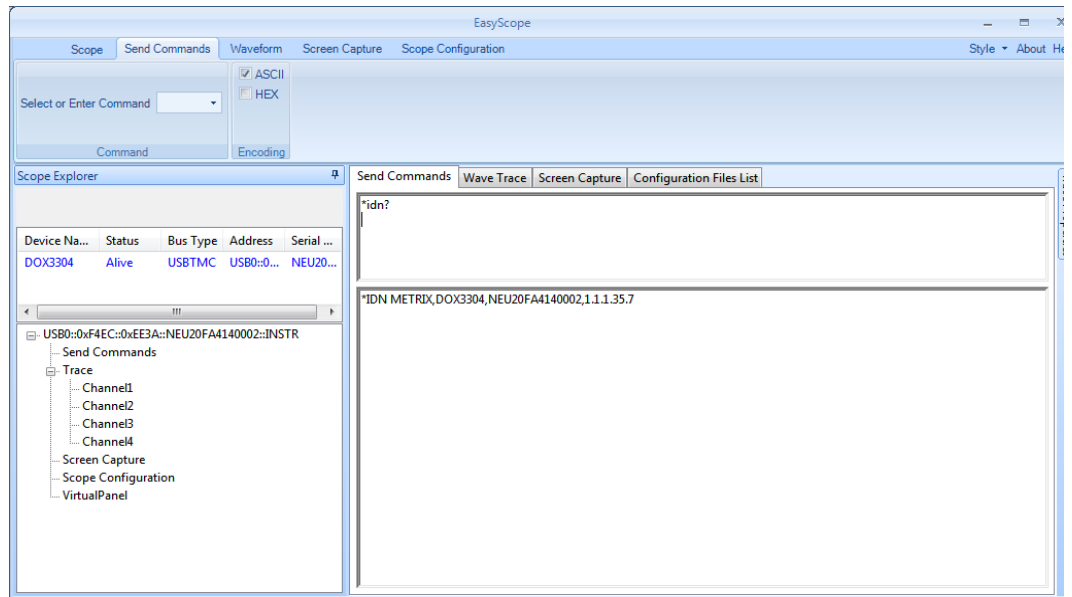 EasyScope
Scope Send Commands Waveform Screen Capture Scope Configuration Style About
Select or Enter Command
ASCII
HEX
Command Encoding
Scope Explorer
Send Commands Wave Trace Screen Capture Configuration Files List
*idn?
Device Na... Status Bus Type Address Serial ...
DOX3304 Alive USBTMC USB0::0... NEU20...
*IDN METRIX,DOX3304,NEU20FA4140002,1.1.1.35.7
USB0::0xF4EC::0xEE3A::NEU20FA4140002::INSTR
Send Commands
Trace
Channel1
Channel2
Channel3
Channel4
Screen Capture
Scope Configuration
VirtualPanel